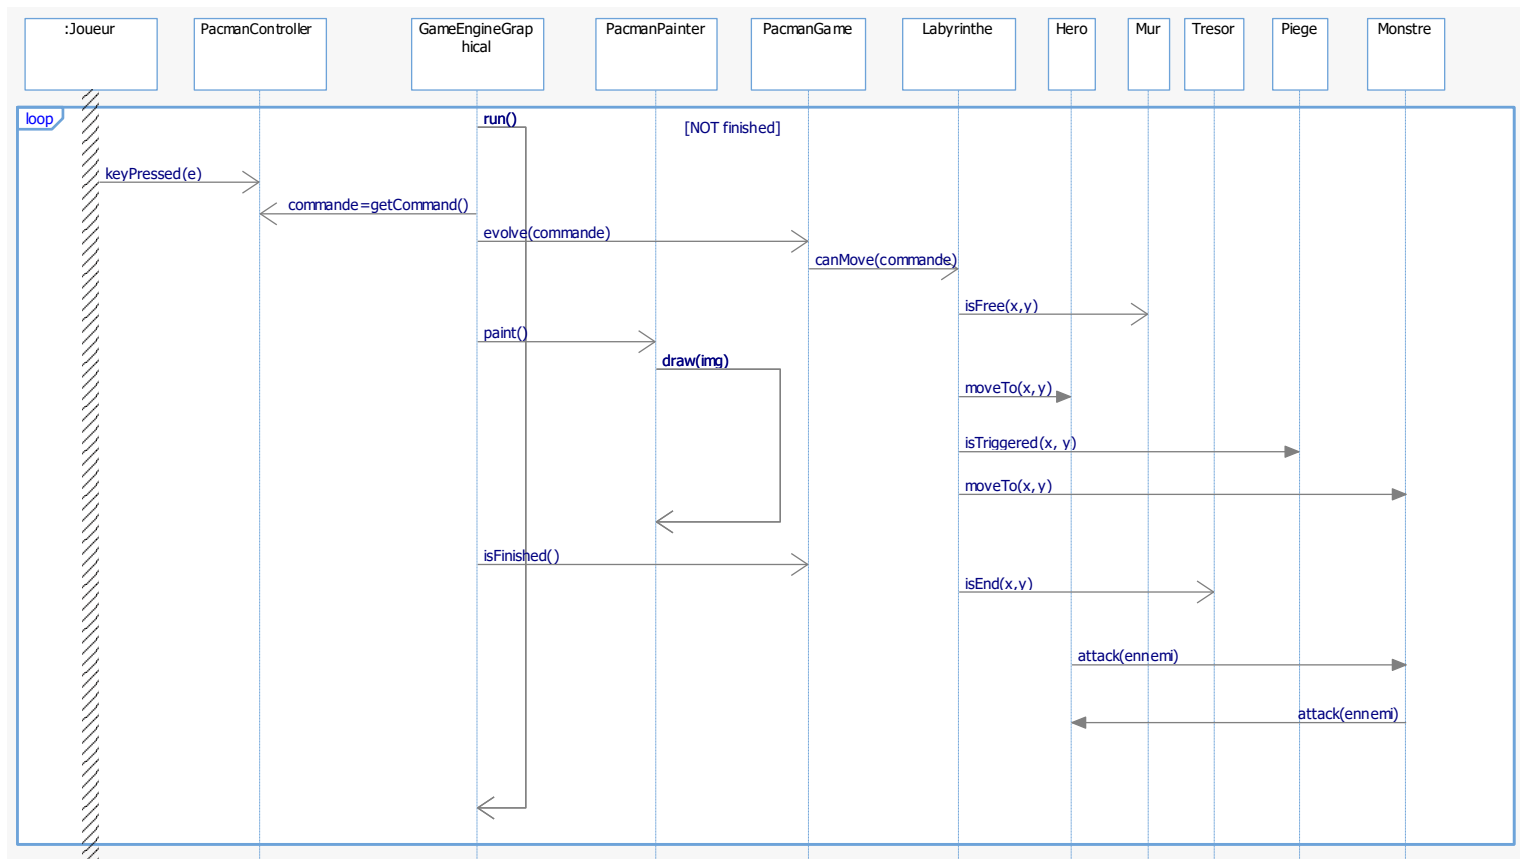 :Joueur
PacmanController
GameEngineGrap
hical
PacmanPainter
PacmanGame
Labyrinthe
Hero
Mur
Tresor
Piege
Monstre
loop
run()
[NOT finished]
keyPressed(e)
commande=getCommand()
evolve(commande)
canMove(commande)
isFree(x,y)
paint()
draw(img)
moveTo(x,y)
isTriggered(x, y)
moveTo(x,y)
isFinished()
isEnd(x,y)
attack(ennemi)
attack(ennemi)